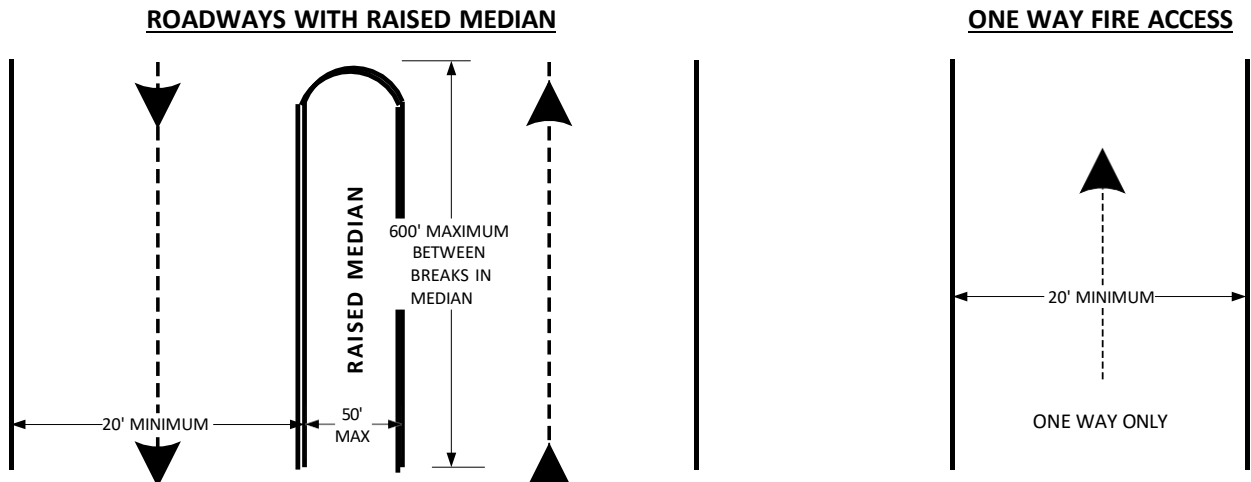 ROADWAYS WITH RAISED MEDIAN
RAISED MEDIAN
600' MAXIMUM
BETWEEN
BREAKS IN
MEDIAN
20' MINIMUM
50'
MAX
ONE WAY FIRE ACCESS
20' MINIMUM
ONE WAY ONLY